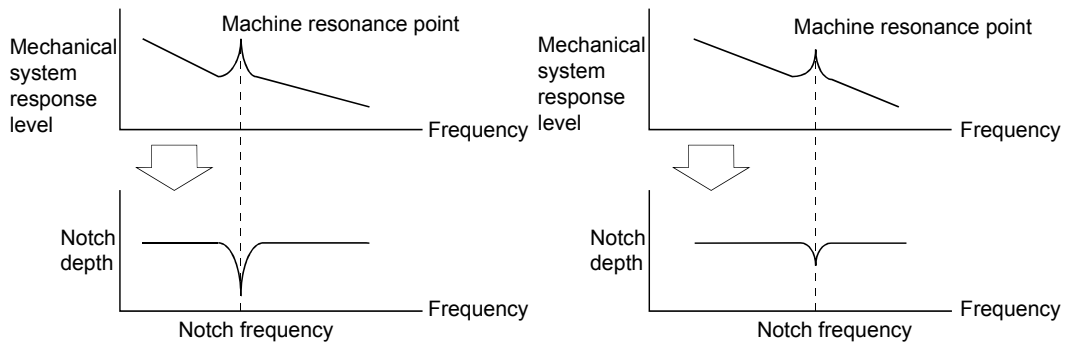 Machine resonance point
Mechanical
system
response
level
Frequency
Notch
depth
Frequency
Notch frequency
Machine resonance point
Mechanical
system
response
level
Frequency
Notch
depth
Frequency
Notch frequency